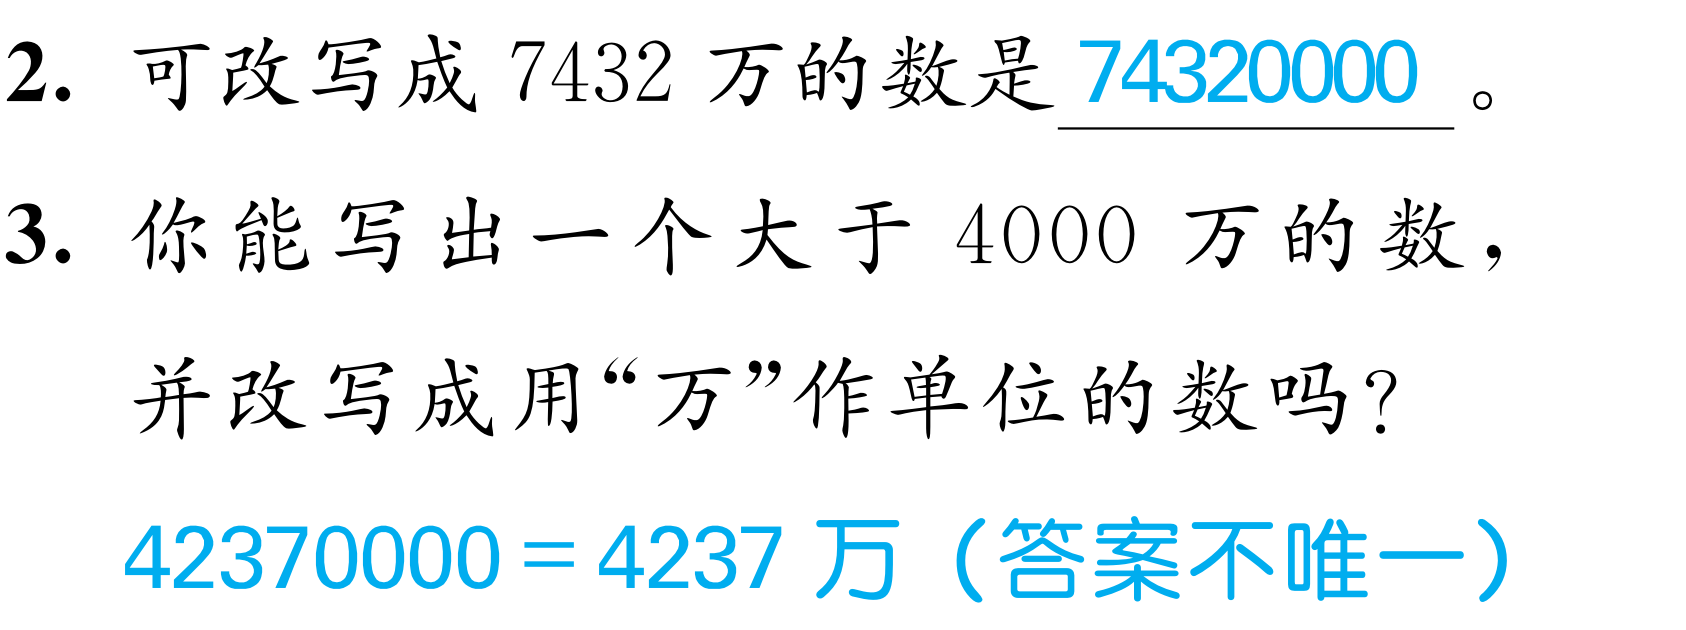 2. 可改写成 7432 万的数是 74320000 。
3. 你能写出一个大于 4000 万的数，
并改写成用“万”作单位的数吗?
42370000 = 4237 万（答案不唯一）